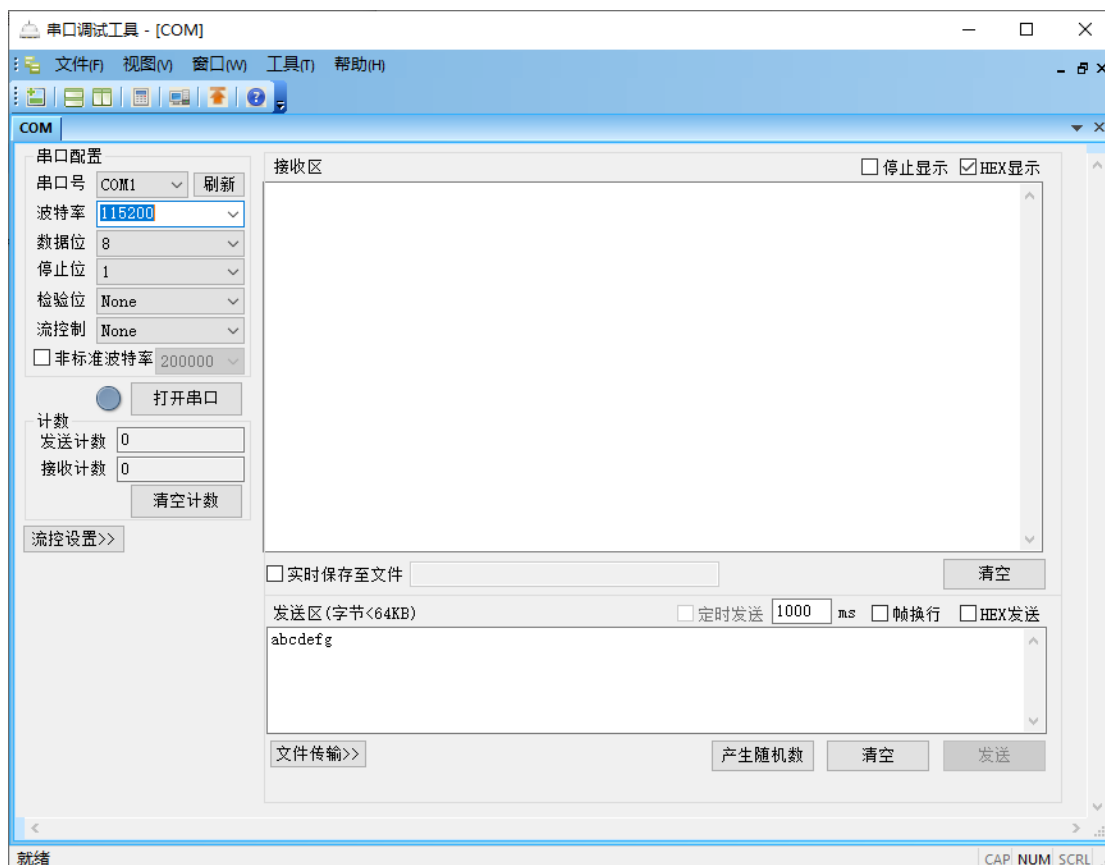 串口调试工具 - [COM]
文件(F) 视图(V) 窗口(W) 工具(T) 帮助(H)
COM
串口配置
串口号 COM1 刷新
波特率 115200
数据位 8
停止位 1
检验位 None
流控制 None
非标准波特率 200000
打开串口
计数
发送计数 0
接收计数 0
清空计数
流控设置>>
接收区 停止显示 HEX显示
实时保存至文件 清空
发送区(字节<64KB) 定时发送 1000 ms 帧换行 HEX发送
abcdefg
文件传输>> 产生随机数 清空 发送
就绪 CAP NUM SCRL